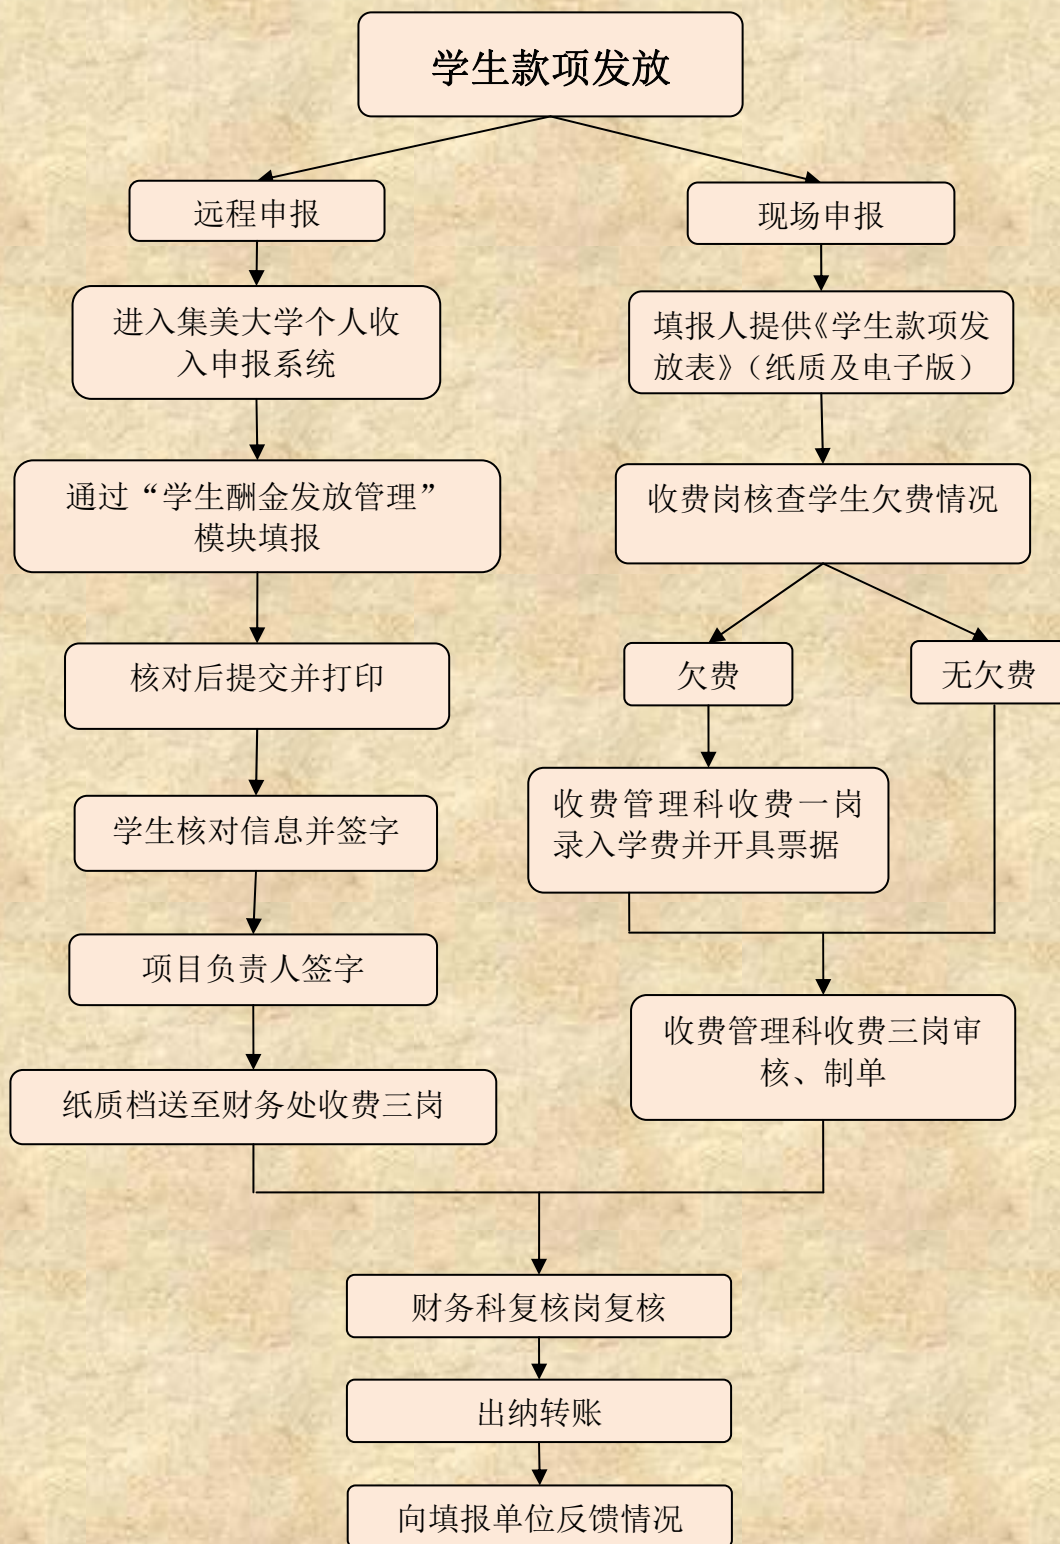 学生款项发放
远程申报
进入集美大学个人收
入申报系统
通过“学生酬金发放管理”
模块填报
核对后提交并打印
学生核对信息并签字
项目负责人签字
纸质档送至财务处收费三岗
现场申报
填报人提供《学生款项发
放表》（纸质及电子版）
收费岗核查学生欠费情况
欠费
无欠费
收费管理科收费一岗
录入学费并开具票据
收费管理科收费三岗审
核、制单
财务科复核岗复核
出纳转账
向填报单位反馈情况